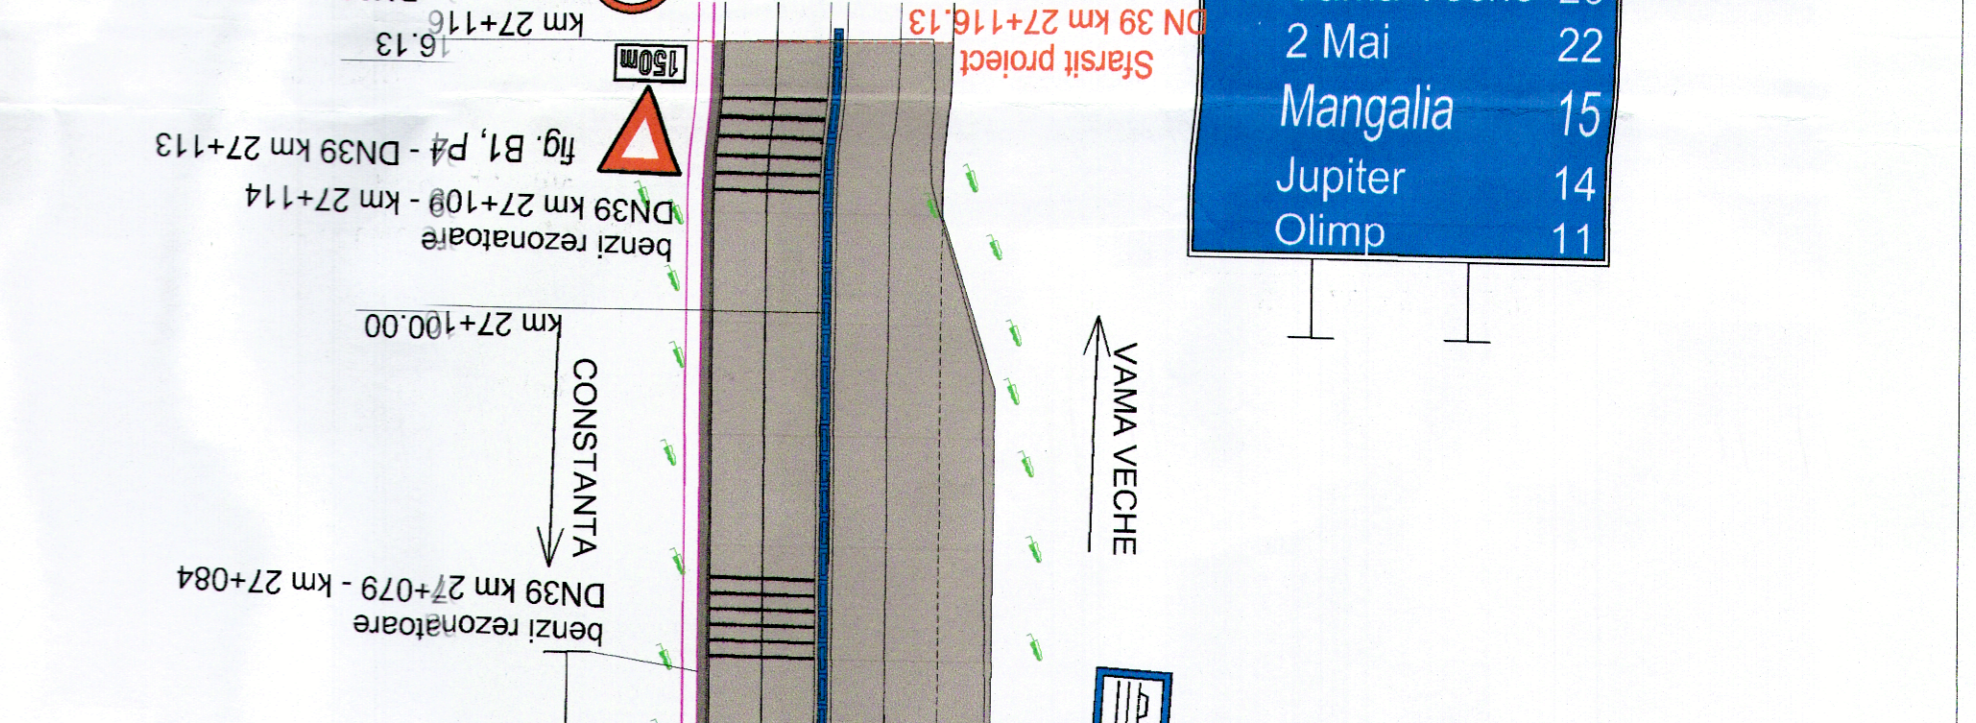 km 27+116
16.13
150m
fig. B1, P4 - DN39 km 27+113
DN39 km 27+109 - km 27+114
benzi rezonatoare
km 27+100.00
CONSTANTA
DN39 km 27+079 - km 27+084
benzi rezonatoare
DN 39 km 27+116.13
Sfarsit proiect
2 Mai 22
Mangalia 15
Jupiter 14
Olimp 11
VAMA VECHE